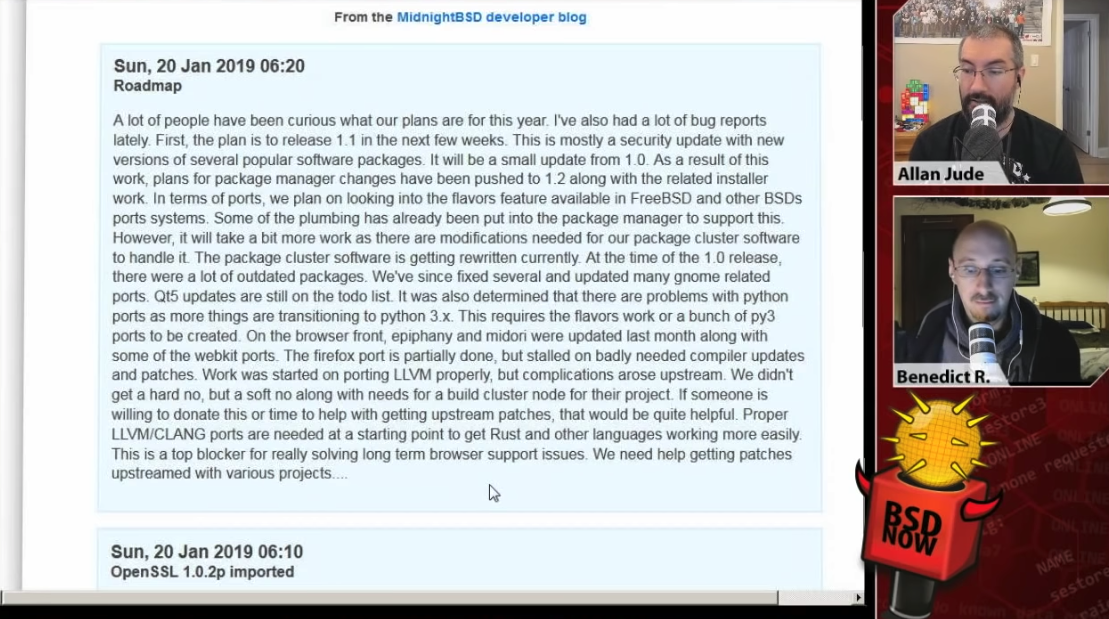 From the MidnightBSD developer blog
Sun, 20 Jan 2019 06:20
Roadmap
A lot of people have been curious what our plans are for this year. I've also had a lot of bug reports
lately. First, the plan is to release 1.1 in the next few weeks. This is mostly a security update with new
versions of several popular software packages. It will be a small update from 1.0. As a result of this
work, plans for package manager changes have been pushed to 1.2 along with the related installer
work. In terms of ports, we plan on looking into the flavors feature available in FreeBSD and other BSDs
ports systems. Some of the plumbing has already been put into the package manager to support this.
However, it will take a bit more work as there are modifications needed for our package cluster software
to handle it. The package cluster software is getting rewritten currently. At the time of the 1.0 release,
there were a lot of outdated packages. We've since fixed several and updated many gnome related
ports. Qt5 updates are still on the todo list. It was also determined that there are problems with python
ports as more things are transitioning to python 3.x. This requires the flavors work or a bunch of py3
ports to be created. On the browser front, epiphany and midori were updated last month along with
some of the webkit ports. The firefox port is partially done, but stalled on badly needed compiler updates
and patches. Work was started on porting LLVM properly, but complications arose upstream. We didn't
get a hard no, but a soft no along with needs for a build cluster node for their project. If someone is
willing to donate this or time to help with getting upstream patches, that would be quite helpful. Proper
LLVM/CLANG ports are needed at a starting point to get Rust and other languages working more easily.
This is a top blocker for really solving long term browser support issues. We need help getting patches
upstreamed with various projects....
Sun, 20 Jan 2019 06:10
OpenSSL 1.0.2p imported
Allan Jude
Benedict R.
BSD
NOW